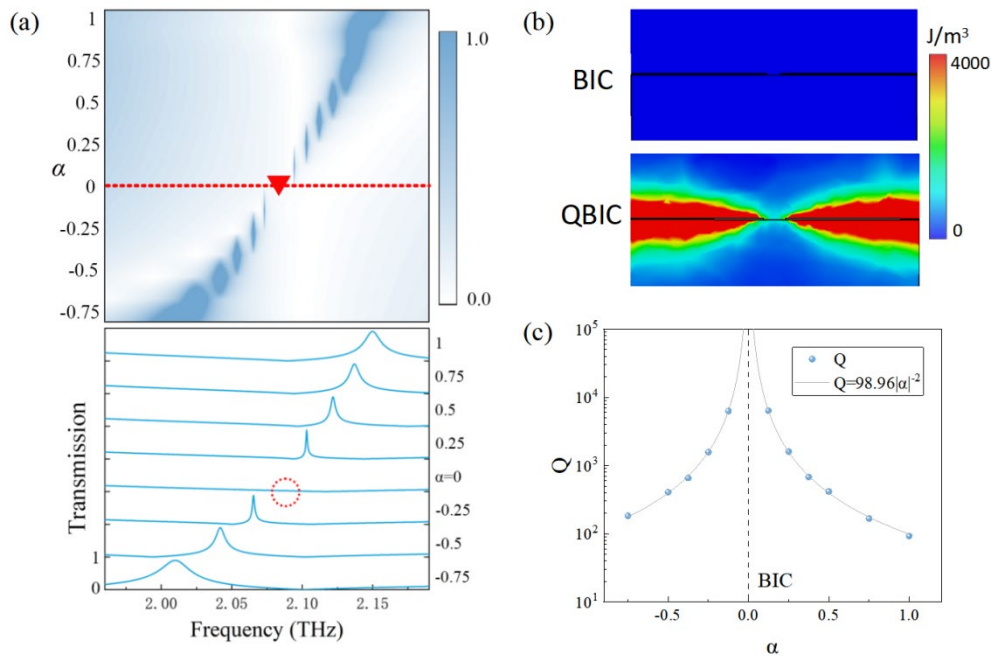 (a)
1
0.75
0.5
0.25
α
0
-0.25
-0.5
-0.75
1.0
0.0
Transmission
1
0.75
0.5
0.25
α=0
-0.25
-0.5
-0.75
1
0
2.00
2.05
2.10
2.15
Frequency (THz)
(b)
BIC
QBIC
J/m³
4000
0
(c)
Q
10⁵
10⁴
10³
10²
10¹
Q
Q=98.96|α|⁻²
BIC
-0.5
0.0
0.5
1.0
α